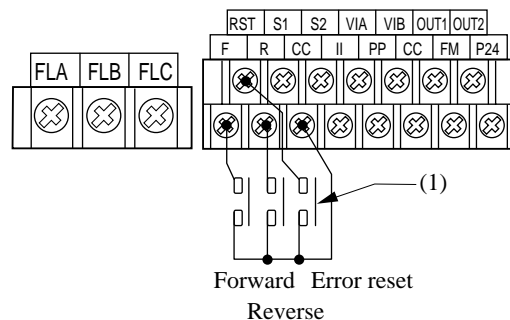 RST S1 S2 VIA VIB OUT1 OUT2
F R CC II PP CC FM P24
FLA FLB FLC
(1)
Forward Error reset
Reverse